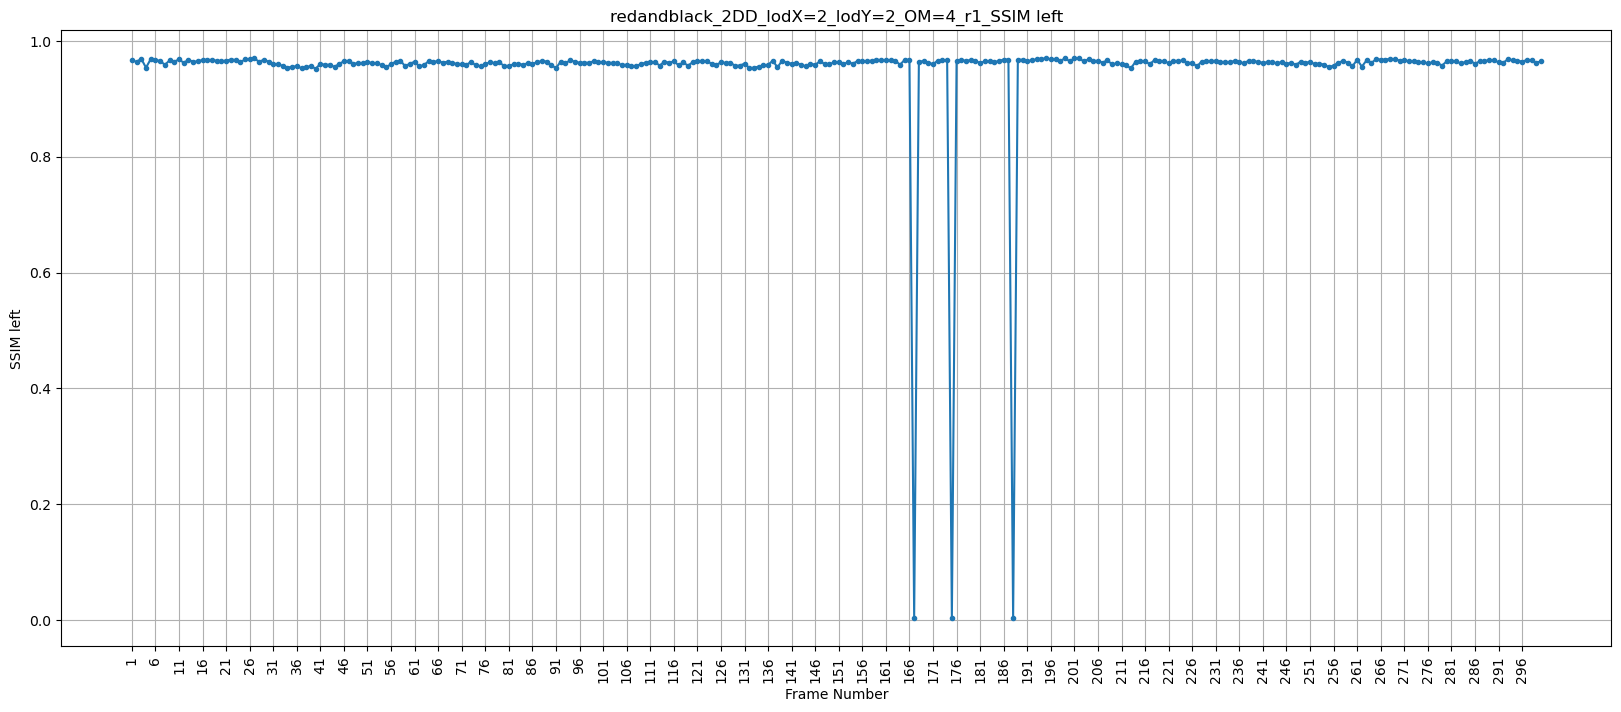 redandblack_2DD_lodX=2_lodY=2_OM=4_r1_SSIM left
1.0
0.8
0.6
0.4
0.2
0.0
SSIM left
1 6 11 16 21 26 31 36 41 46 51 56 61 66 71 76 81 86 91 96 101 106 111 116 121 126 131 136 141 146 151 156 161 166 171 176 181 186 191 196 201 206 211 216 221 226 231 236 241 246 251 256 261 266 271 276 281 286 291 296
Frame Number